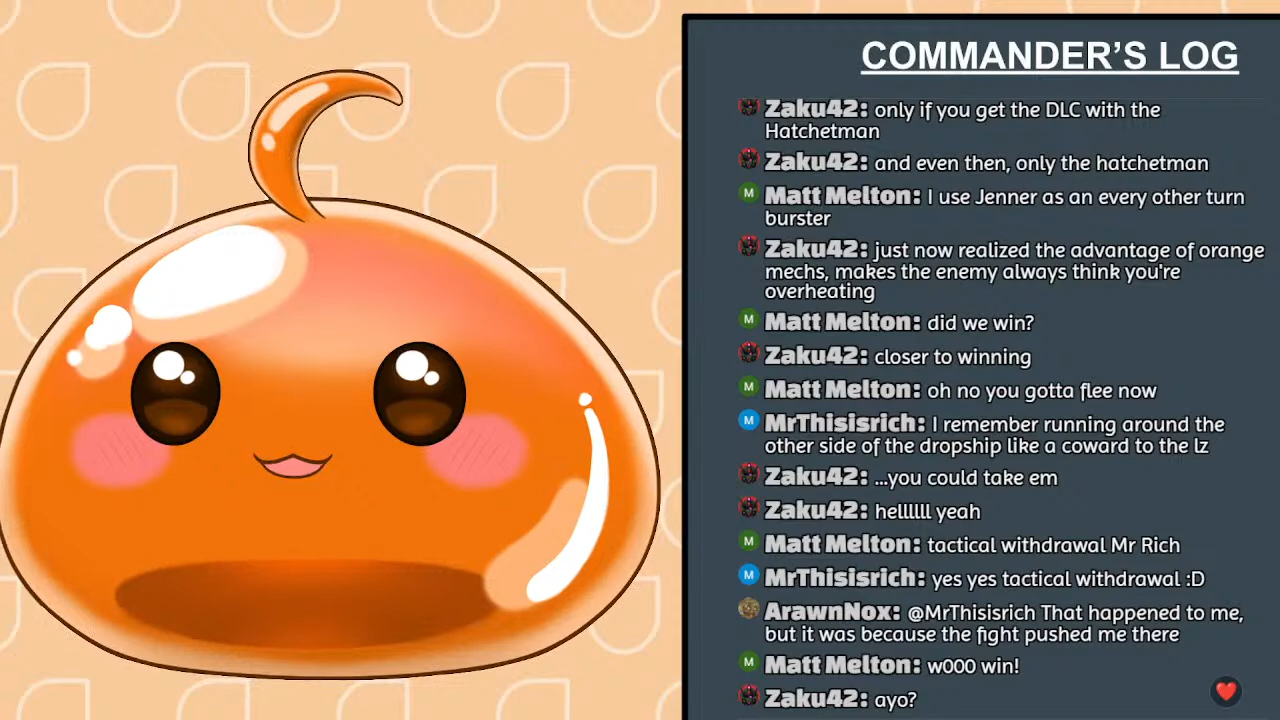 COMMANDER'S LOG
Zaku42: only if you get the DLC with the
Hatchetman
Zaku42: and even then, only the hatchetman
M Matt Melton: I use Jenner as an every other turn
burster
Zaku42: just now realized the advantage of orange
mechs, makes the enemy always think you're
overheating
M Matt Melton: did we win?
Zaku42: closer to winning
M Matt Melton: oh no you gotta flee now
M MrThisisrich: I remember running around the
other side of the dropship like a coward to the lz
Zaku42: ...you could take em
Zaku42: hellllll yeah
M Matt Melton: tactical withdrawal Mr Rich
M MrThisisrich: yes yes tactical withdrawal :D
ArawnNox: @MrThisisrich That happened to me,
but it was because the fight pushed me there
M Matt Melton: w000 win!
Zaku42: ayo?